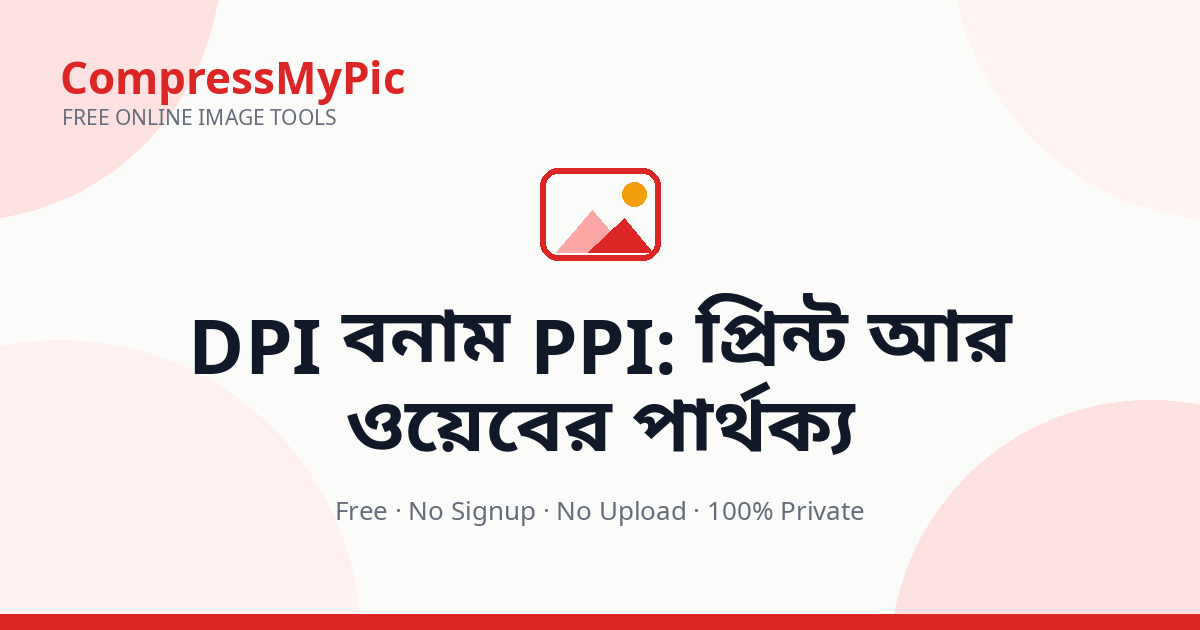 CompressMyPic
FREE ONLINE IMAGE TOOLS
DPI বনাম PPI: প্রিন্ট আর
ওয়েবের পার্থক্য
Free · No Signup · No Upload · 100% Private